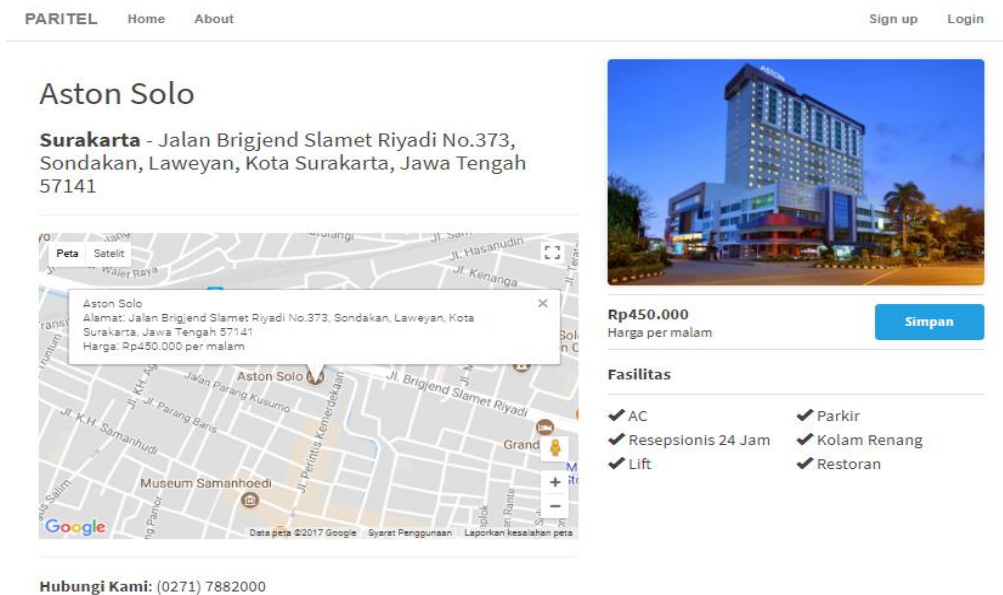 PARITEL Home About Sign up Login
Aston Solo
Surakarta - Jalan Brigjend Slamet Riyadi No.373,
Sondakan, Laweyan, Kota Surakarta, Jawa Tengah
57141
Peta Satelit
Jl. Hasanudin
Jl. Kenanga
Walet Raya
Aston Solo
Alamat: Jalan Brigjend Slamet Riyadi No.373, Sondakan, Laweyan, Kota
Surakarta, Jawa Tengah 57141
Harga: Rp450.000 per malam
Aston Solo
Jl. Brigjend Slamet Riyadi
Jalan Parang Kusumo
Jl. Parang Baris
Jl. K.H. Samanhudi
Jl. Perintis Kemerdekaan
Grand
Museum Samanhoedi
Google
Data peta ©2017 Google Syarat Penggunaan Laporkan kesalahan peta
Hubungi Kami: (0271) 7882000
ASTON
Rp450.000
Harga per malam
Simpan
Fasilitas
AC
Resepsionis 24 Jam
Lift
Parkir
Kolam Renang
Restoran